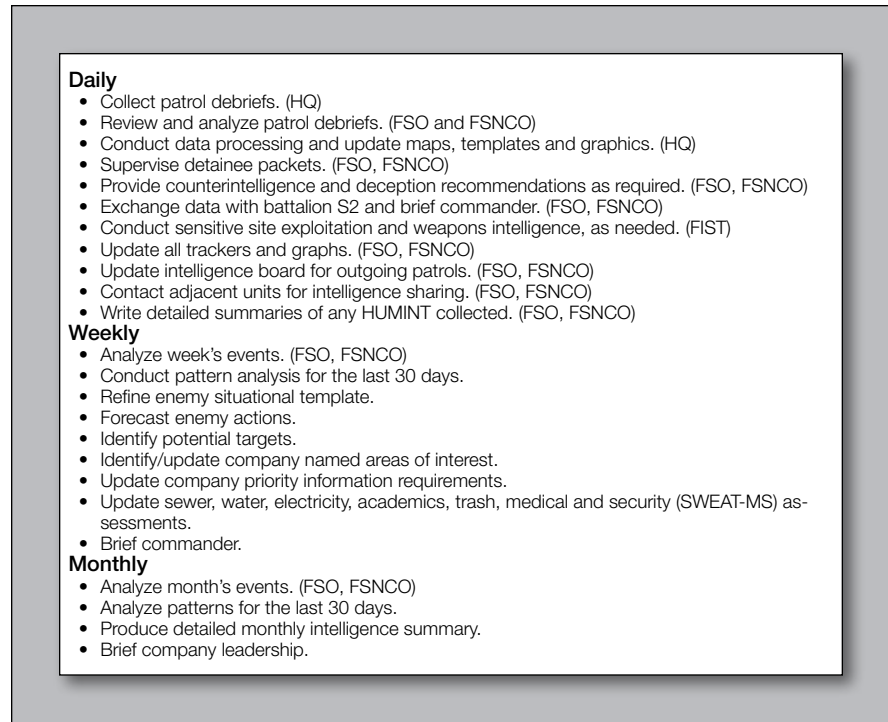 Daily
• Collect patrol debriefs. (HQ)
• Review and analyze patrol debriefs. (FSO and FSNCO)
• Conduct data processing and update maps, templates and graphics. (HQ)
• Supervise detainee packets. (FSO, FSNCO)
• Provide counterintelligence and deception recommendations as required. (FSO, FSNCO)
• Exchange data with battalion S2 and brief commander. (FSO, FSNCO)
• Conduct sensitive site exploitation and weapons intelligence, as needed. (FIST)
• Update all trackers and graphs. (FSO, FSNCO)
• Update intelligence board for outgoing patrols. (FSO, FSNCO)
• Contact adjacent units for intelligence sharing. (FSO, FSNCO)
• Write detailed summaries of any HUMINT collected. (FSO, FSNCO)
Weekly
• Analyze week's events. (FSO, FSNCO)
• Conduct pattern analysis for the last 30 days.
• Refine enemy situational template.
• Forecast enemy actions.
• Identify potential targets.
• Identify/update company named areas of interest.
• Update company priority information requirements.
• Update sewer, water, electricity, academics, trash, medical and security (SWEAT-MS) as-
sessments.
• Brief commander.
Monthly
• Analyze month's events. (FSO, FSNCO)
• Analyze patterns for the last 30 days.
• Produce detailed monthly intelligence summary.
• Brief company leadership.